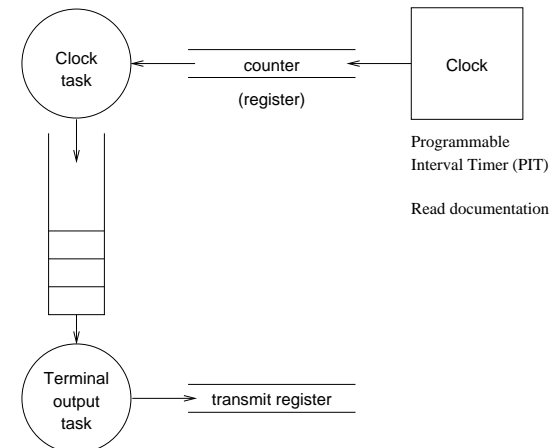 Clock
task
counter
(register)
Clock
Programmable
Interval Timer (PIT)
Read documentation
Terminal
output
task
transmit register